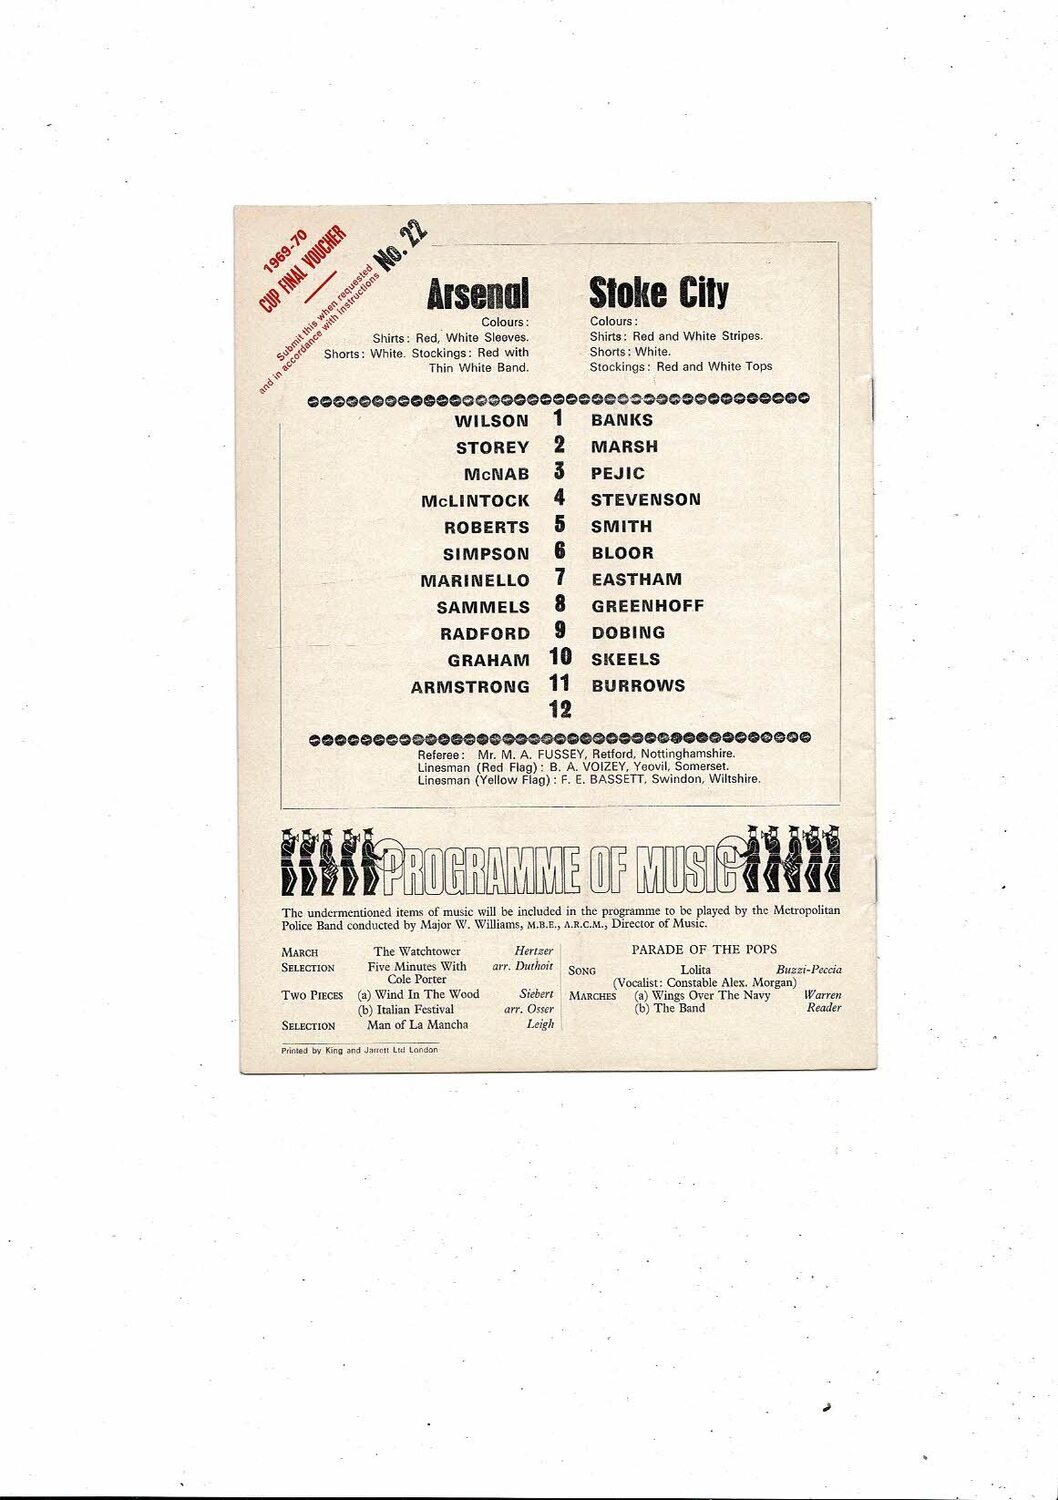 1969-70
CUP FINAL VOUCHER
Submit this when requested
and in accordance with instructions
No. 22
Arsenal
Colours:
Shirts: Red, White Sleeves.
Shorts: White. Stockings: Red with
Thin White Band.
Stoke City
Colours:
Shirts: Red and White Stripes.
Shorts: White.
Stockings: Red and White Tops
WILSON 1 BANKS
STOREY 2 MARSH
McNAB 3 PEJIC
McLINTOCK 4 STEVENSON
ROBERTS 5 SMITH
SIMPSON 6 BLOOR
MARINELLO 7 EASTHAM
SAMMELS 8 GREENHOFF
RADFORD 9 DOBING
GRAHAM 10 SKEELS
ARMSTRONG 11 BURROWS
12
Referee: Mr. M. A. FUSSEY, Retford, Nottinghamshire.
Linesman (Red Flag): B. A. VOIZEY, Yeovil, Somerset.
Linesman (Yellow Flag): F. E. BASSETT, Swindon, Wiltshire.
PROGRAMME OF MUSIC
The undermentioned items of music will be included in the programme to be played by the Metropolitan
Police Band conducted by Major W. Williams, M.B.E., A.R.C.M., Director of Music.
MARCH The Watchtower Hertzer
SELECTION Five Minutes With arr. Duthoit
Cole Porter
TWO PIECES (a) Wind In The Wood Siebert
(b) Italian Festival arr. Osser
SELECTION Man of La Mancha Leigh
PARADE OF THE POPS
SONG Lolita Buzzi-Peccia
(Vocalist: Constable Alex. Morgan)
MARCHES (a) Wings Over The Navy Warren
(b) The Band Reader
Printed by King and Jarrett Ltd London